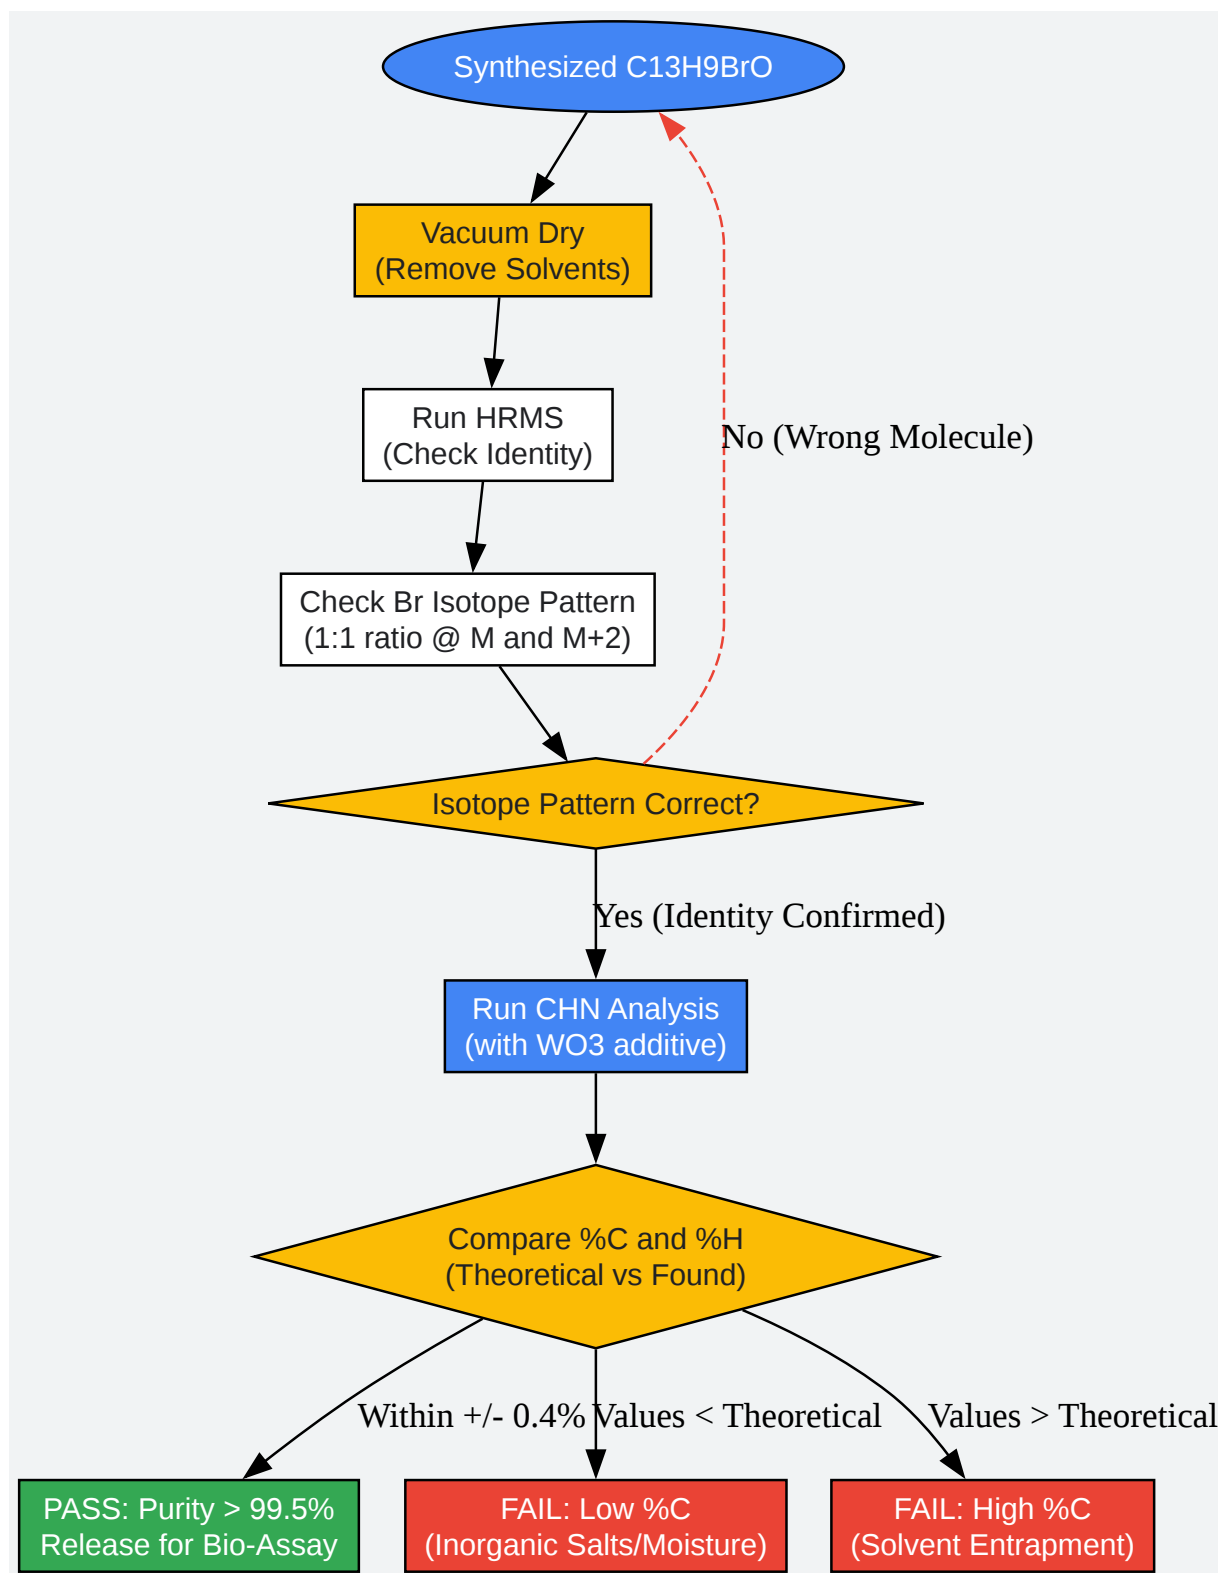 Synthesized C13H9BrO
Vacuum Dry
(Remove Solvents)
Run HRMS
(Check Identity)
No (Wrong Molecule)
Check Br Isotope Pattern
(1:1 ratio @ M and M+2)
Isotope Pattern Correct?
Yes (Identity Confirmed)
Run CHN Analysis
(with WO3 additive)
Compare %C and %H
(Theoretical vs Found)
Within +/- 0.4%
Values < Theoretical
Values > Theoretical
PASS: Purity > 99.5%
Release for Bio-Assay
FAIL: Low %C
(Inorganic Salts/Moisture)
FAIL: High %C
(Solvent Entrapment)